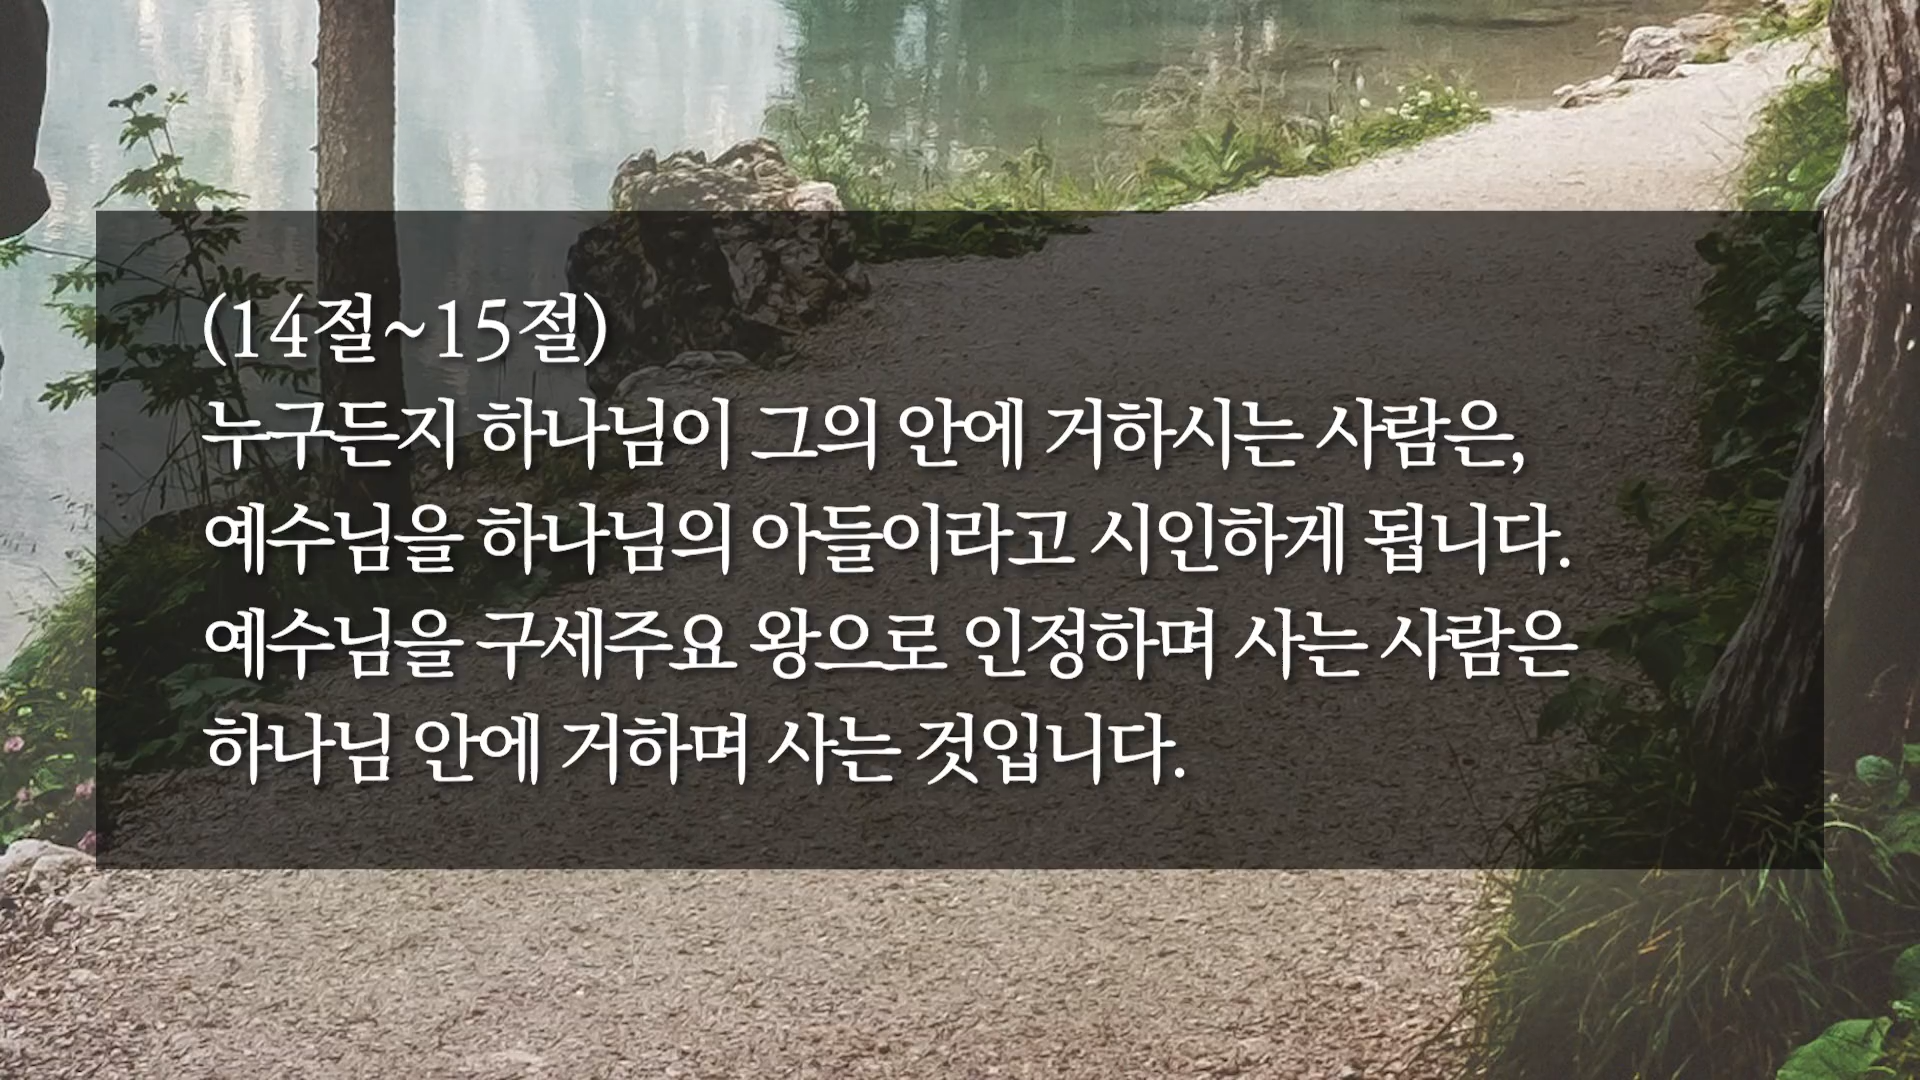 (14절~15절)
누구든지 하나님이 그의 안에 거하시는 사람은,
예수님을 하나님의 아들이라고 시인하게 됩니다.
예수님을 구세주요 왕으로 인정하며 사는 사람은
하나님 안에 거하며 사는 것입니다.